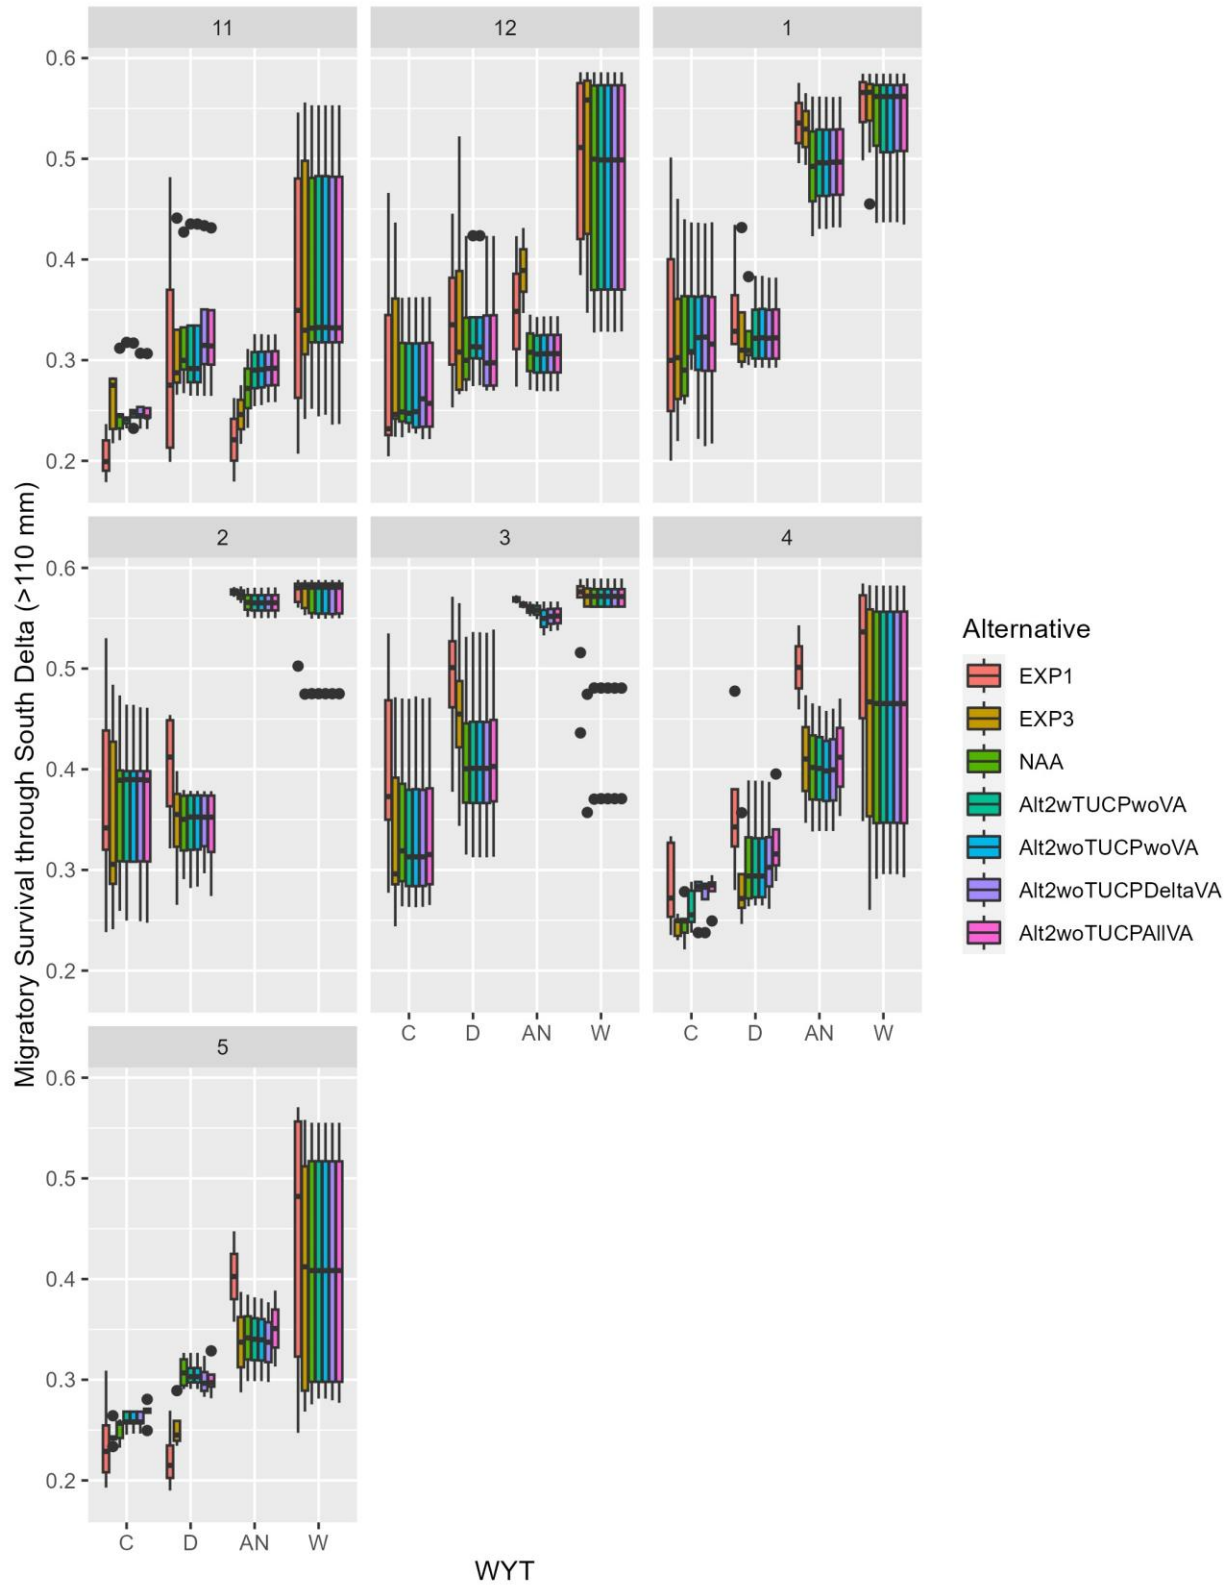 11
12
1
0.6
0.5
0.4
0.3
0.2
2
3
4
0.6
0.5
0.4
0.3
0.2
C D AN W
C D AN W
5
0.6
0.5
0.4
0.3
0.2
C D AN W
Migratory Survival through South Delta (>110 mm)
WYT
Alternative
EXP1
EXP3
NAA
Alt2wTUCPwoVA
Alt2woTUCPwoVA
Alt2woTUCPDeltaVA
Alt2woTUCPAllVA